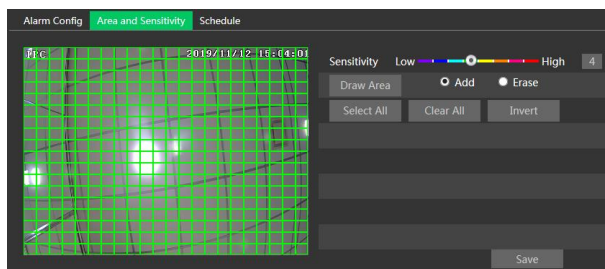 Alarm Config Area and Sensitivity Schedule
IPC 2019/11/12 15:04:01
Sensitivity Low High 4
Draw Area Add Erase
Select All Clear All Invert
Save